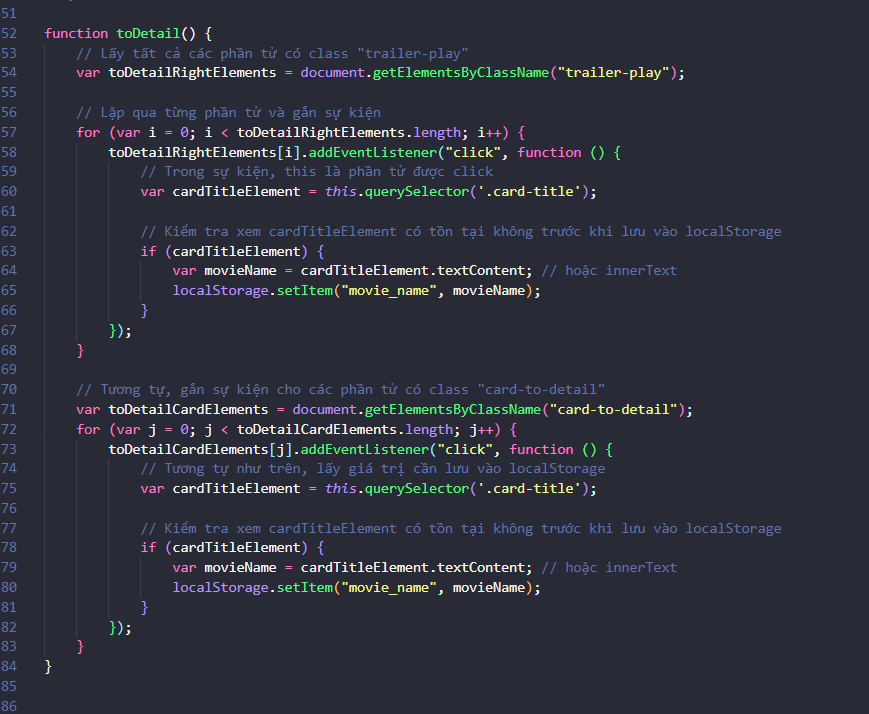 51
52 function toDetail() {
53 // Lấy tất cả các phần tử có class "trailer-play"
54 var toDetailRightElements = document.getElementsByClassName("trailer-play");
55
56 // Lặp qua từng phần tử và gắn sự kiện
57 for (var i = 0; i < toDetailRightElements.length; i++) {
58 toDetailRightElements[i].addEventListener("click", function () {
59 // Trong sự kiện, this là phần tử được click
60 var cardTitleElement = this.querySelector('.card-title');
61
62 // Kiểm tra xem cardTitleElement có tồn tại không trước khi lưu vào localStorage
63 if (cardTitleElement) {
64 var movieName = cardTitleElement.textContent; // hoặc innerText
65 localStorage.setItem("movie_name", movieName);
66 }
67 });
68 }
69
70 // Tương tự, gắn sự kiện cho các phần tử có class "card-to-detail"
71 var toDetailCardElements = document.getElementsByClassName("card-to-detail");
72 for (var j = 0; j < toDetailCardElements.length; j++) {
73 toDetailCardElements[j].addEventListener("click", function () {
74 // Tương tự như trên, lấy giá trị cần lưu vào localStorage
75 var cardTitleElement = this.querySelector('.card-title');
76
77 // Kiểm tra xem cardTitleElement có tồn tại không trước khi lưu vào localStorage
78 if (cardTitleElement) {
79 var movieName = cardTitleElement.textContent; // hoặc innerText
80 localStorage.setItem("movie_name", movieName);
81 }
82 });
83 }
84 }
85
86